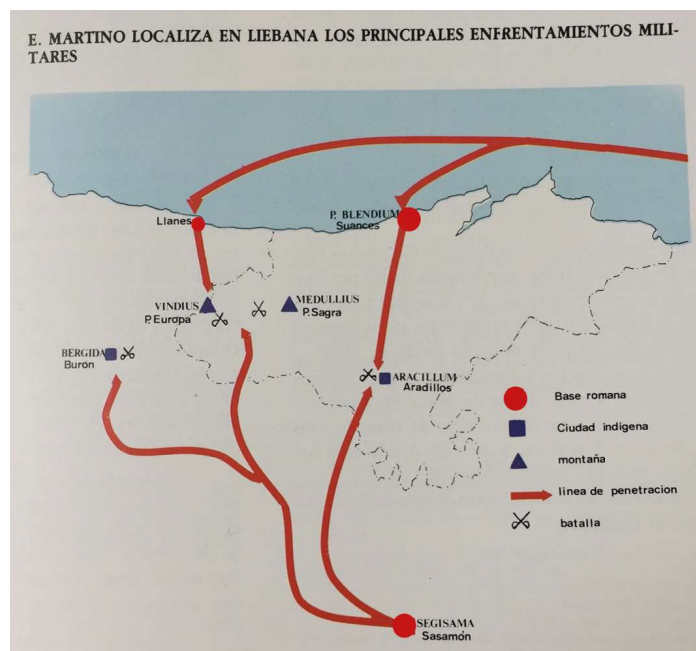 E. MARTINO LOCALIZA EN LIEBANA LOS PRINCIPALES ENFRENTAMIENTOS MILI-
TARES
Llanes
P. BLENDIUM
Suances
VINDIUS
P. Europa
MEDULLIUS
P. Sagra
BERGIDA
Buron
ARACILLUM
Aradillos
Base romana
Ciudad indigena
montaña
linea de penetracion
batalla
SEGISAMA
Sasamón